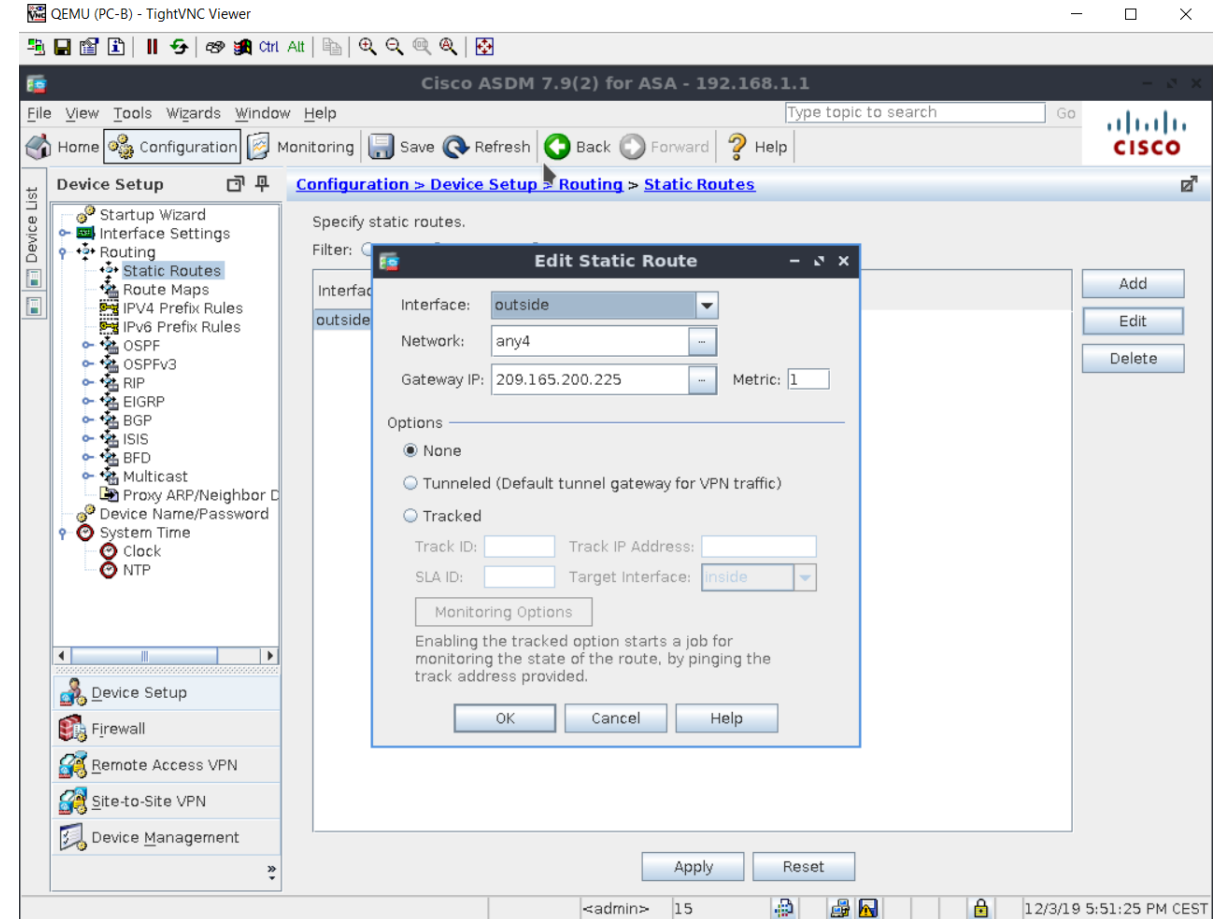 QEMU (PC-B) - TightVNC Viewer
Ctrl Alt
Cisco ASDM 7.9(2) for ASA - 192.168.1.1
File View Tools Wizards Window Help
Type topic to search Go
Home Configuration Monitoring Save Refresh Back Forward Help
CISCO
Device List
Device Setup
Startup Wizard
Interface Settings
Routing
Static Routes
Route Maps
IPV4 Prefix Rules
IPv6 Prefix Rules
OSPF
OSPFv3
RIP
EIGRP
BGP
ISIS
BFD
Multicast
Proxy ARP/Neighbor D
Device Name/Password
System Time
Clock
NTP
Device Setup
Firewall
Remote Access VPN
Site-to-Site VPN
Device Management
Configuration > Device Setup > Routing > Static Routes
Specify static routes.
Filter:
Interfac
outside
Add
Edit
Delete
Edit Static Route
Interface: outside
Network: any4
Gateway IP: 209.165.200.225 Metric: 1
Options
None
Tunneled (Default tunnel gateway for VPN traffic)
Tracked
Track ID: Track IP Address:
SLA ID: Target Interface: inside
Monitoring Options
Enabling the tracked option starts a job for
monitoring the state of the route, by pinging the
track address provided.
OK Cancel Help
Apply Reset
<admin> 15 12/3/19 5:51:25 PM CEST